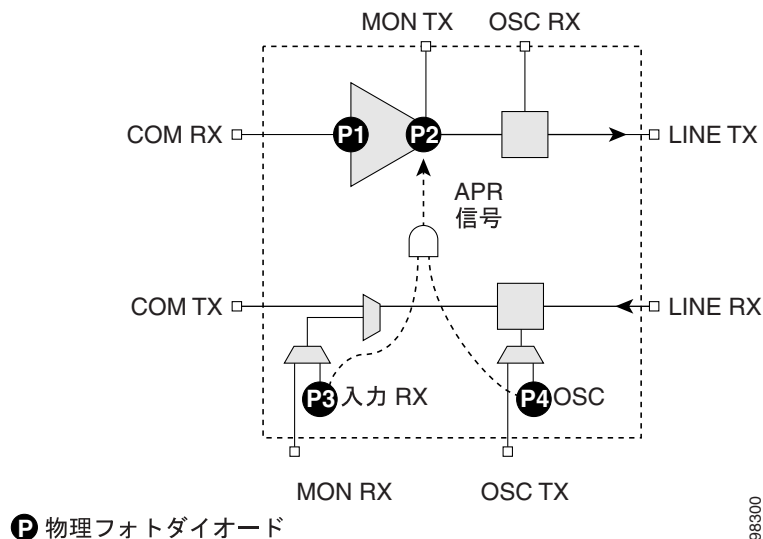 MON TX OSC RX
COM RX P1 P2 LINE TX
APR
信号
COM TX LINE RX
P3 入力 RX P4 OSC
MON RX OSC TX
P 物理フォトダイオード
98300